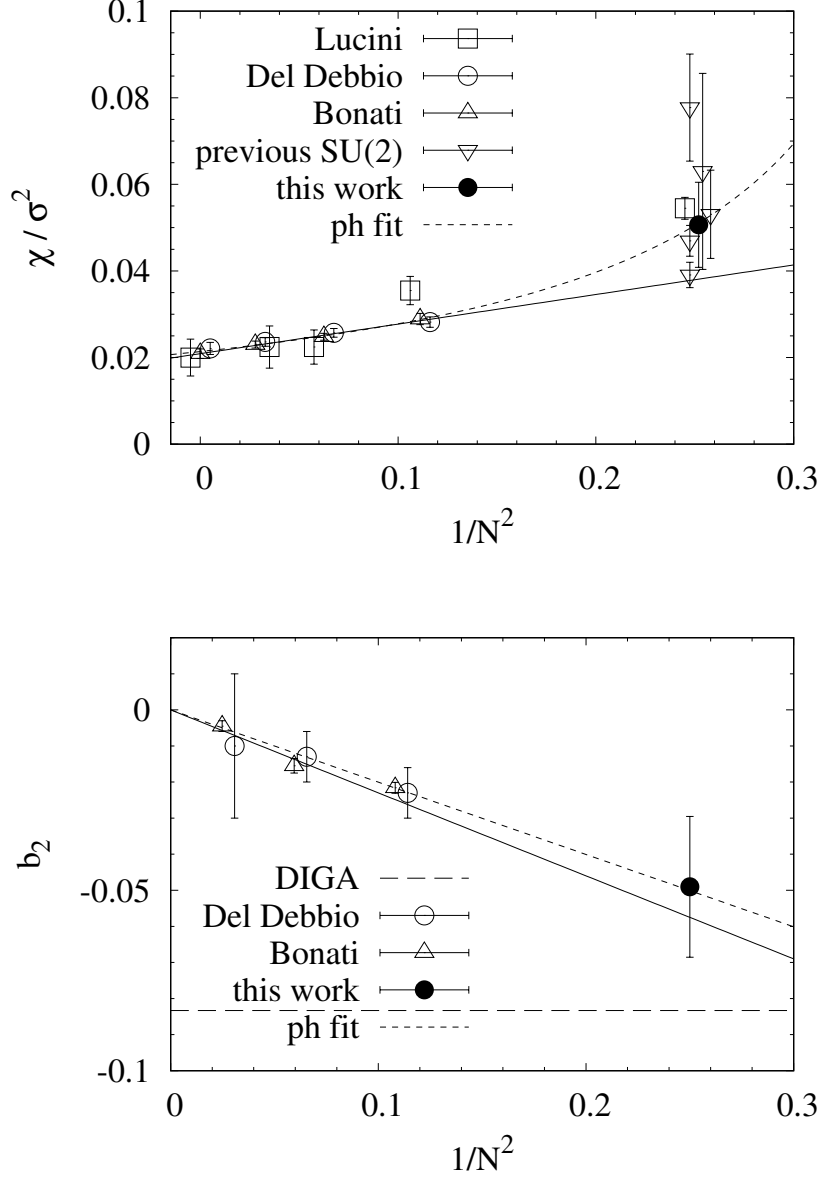 0.1
0.08
0.06
0.04
0.02
0
χ / σ²
Lucini
Del Debbio
Bonati
previous SU(2)
this work
ph fit
0 0.1 0.2 0.3
1/N²
0
-0.05
-0.1
b₂
DIGA
Del Debbio
Bonati
this work
ph fit
0 0.1 0.2 0.3
1/N²